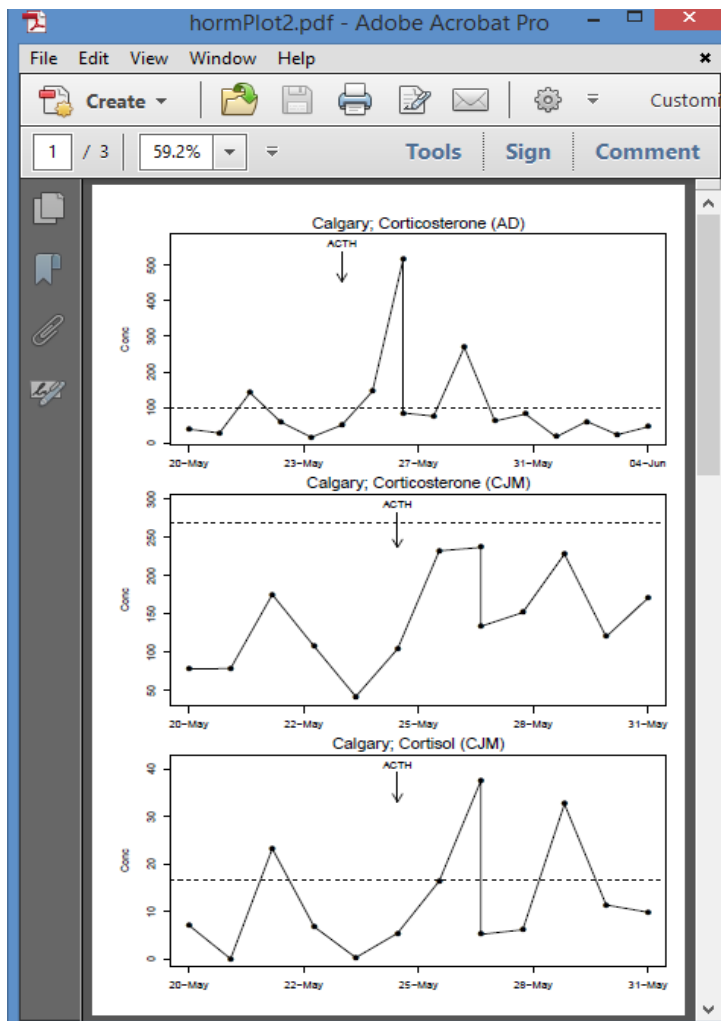 hormPlot2.pdf - Adobe Acrobat Pro
File Edit View Window Help
Create Customi
1 / 3 59.2% Tools Sign Comment
Calgary; Corticosterone (AD)
ACTH
500
400
300
200
100
0
Conc
20-May 23-May 27-May 31-May 04-Jun
Calgary; Corticosterone (CJM)
ACTH
300
250
200
150
100
50
Conc
20-May 22-May 25-May 28-May 31-May
Calgary; Cortisol (CJM)
ACTH
40
30
20
10
0
Conc
20-May 22-May 25-May 28-May 31-May